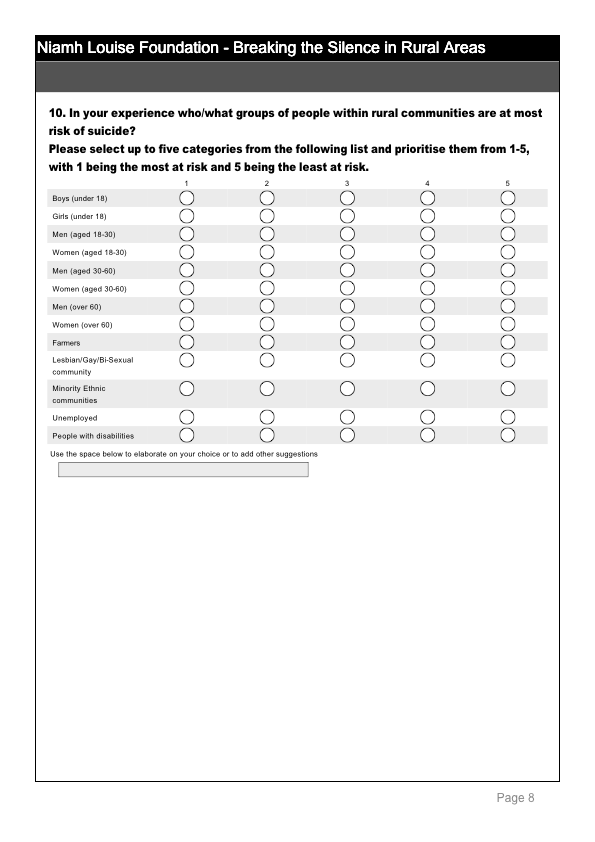 Niamh Louise Foundation - Breaking the Silence in Rural Areas
10. In your experience who/what groups of people within rural communities are at most
risk of suicide?
Please select up to five categories from the following list and prioritise them from 1-5,
with 1 being the most at risk and 5 being the least at risk.
1 2 3 4 5
Boys (under 18)
Girls (under 18)
Men (aged 18-30)
Women (aged 18-30)
Men (aged 30-60)
Women (aged 30-60)
Men (over 60)
Women (over 60)
Farmers
Lesbian/Gay/Bi-Sexual
community
Minority Ethnic
communities
Unemployed
People with disabilities
Use the space below to elaborate on your choice or to add other suggestions
Page 8